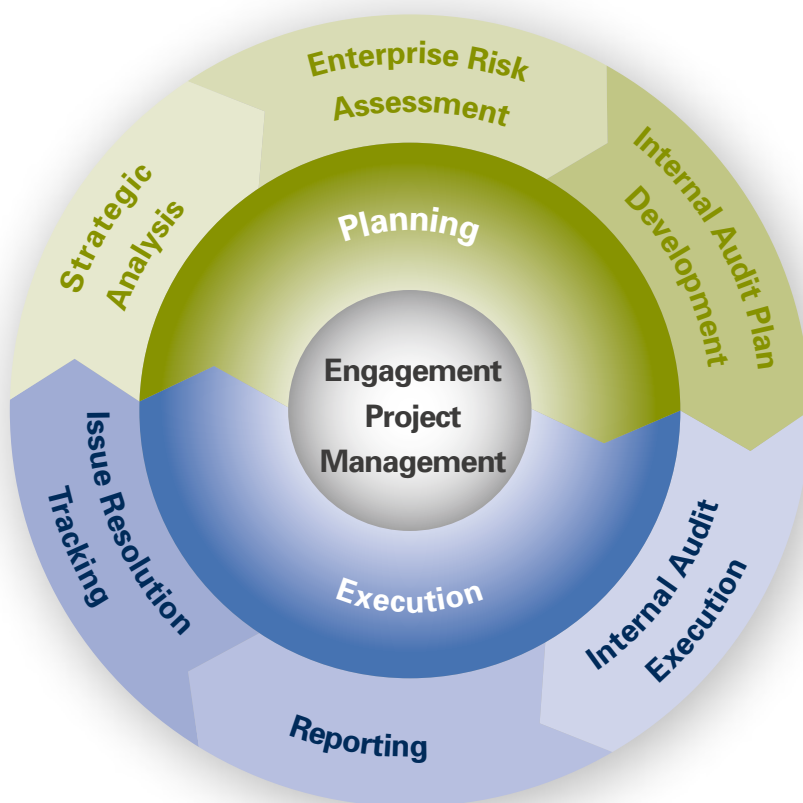 Enterprise Risk
Assessment
Internal Audit Plan
Development
Strategic
Analysis
Planning
Engagement
Project
Management
Issue Resolution
Tracking
Internal Audit
Execution
Execution
Reporting